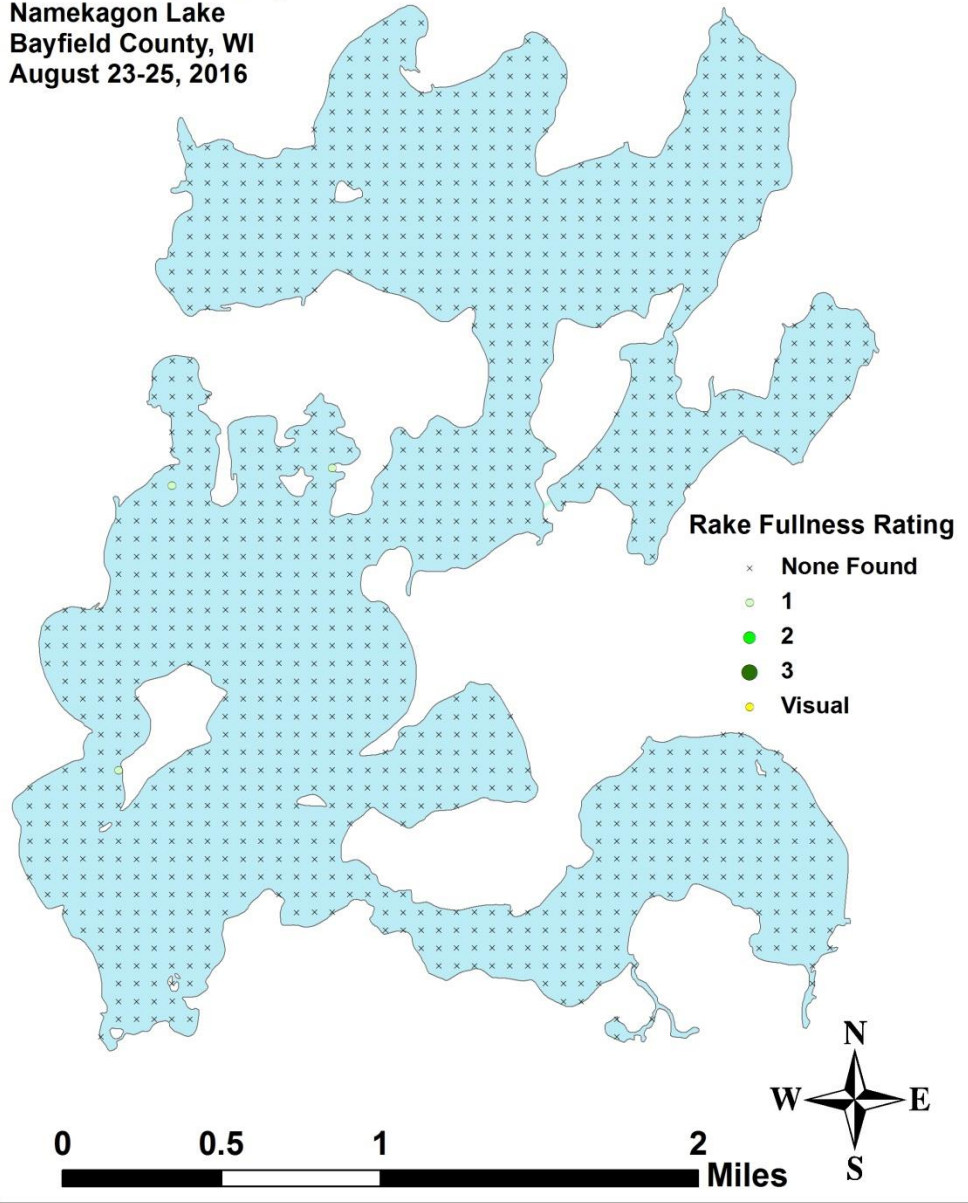 Namekagon Lake
Bayfield County, WI
August 23-25, 2016
Rake Fullness Rating
None Found
1
2
3
Visual
N
W E
S
0 0.5 1 2
Miles